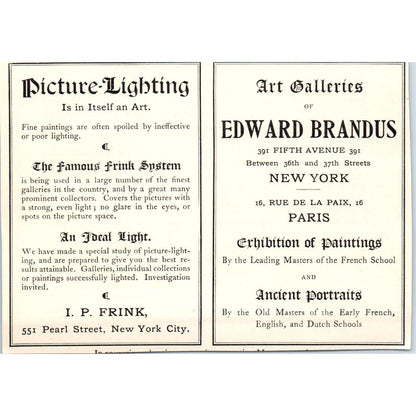 Picture-Lighting
Is in Itself an Art.
Fine paintings are often spoiled by ineffective
or poor lighting.
The Famous Frink System
is being used in a large number of the finest
galleries in the country, and by a great many
prominent collectors. Covers the pictures with
a strong, even light; no glare in the eyes, or
spots on the picture space.
An Ideal Light.
We have made a special study of picture-light-
ing, and are prepared to give you the best re-
sults attainable. Galleries, individual collections
or paintings successfully lighted. Investigation
invited.
I. P. FRINK,
551 Pearl Street, New York City.
Art Galleries
OF
EDWARD BRANDUS
391 FIFTH AVENUE 391
Between 36th and 37th Streets
NEW YORK
16, RUE DE LA PAIX, 16
PARIS
Exhibition of Paintings
By the Leading Masters of the French School
AND
Ancient Portraits
By the Old Masters of the Early French,
English, and Dutch Schools